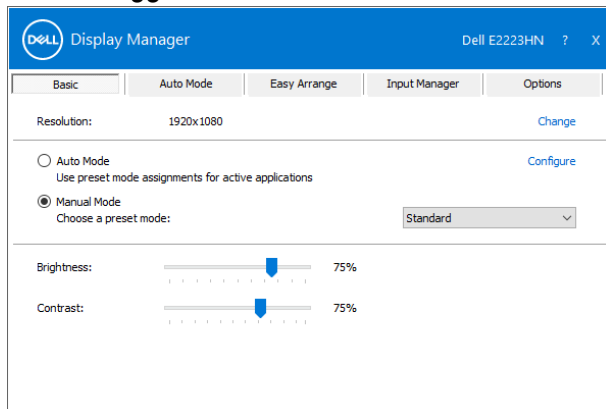 DELL Display Manager Dell E2223HN ? X
Basic Auto Mode Easy Arrange Input Manager Options
Resolution: 1920x1080 Change
Auto Mode Configure
Use preset mode assignments for active applications
Manual Mode
Choose a preset mode: Standard
Brightness: 75%
Contrast: 75%